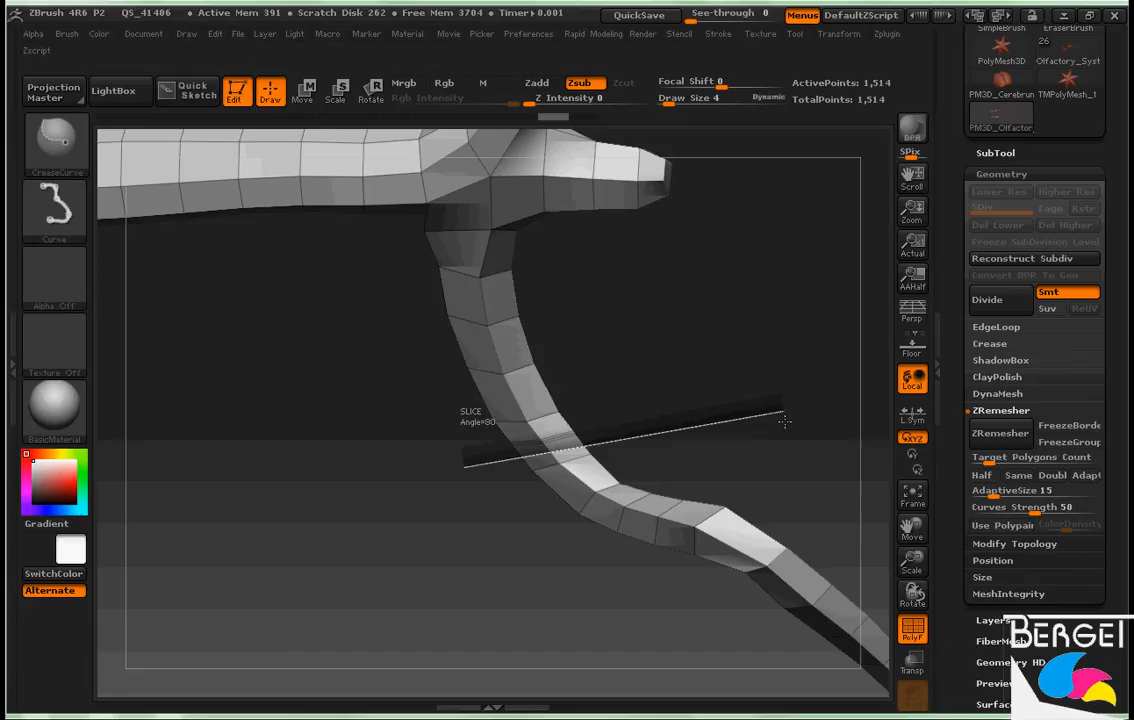 ZBrush 4R6 P2 QS_41406 • Active Mem 391 • Scratch Disk 262 • Free Mem 3704 • Timer▸0.001 QuickSave See-through 0 Menus DefaultZScript
Alpha Brush Color Document Draw Edit File Layer Light Macro Marker Material Movie Picker Preferences Rapid Modeling Render Stencil Stroke Texture Tool Transform Zplugin
Zscript
Projection Master
LightBox
Quick Sketch
Edit
Draw
Move
Scale
Rotate
Mrgb Rgb M
Rgb Intensity
Zadd Zsub Zcut
Z Intensity 0
Focal Shift 0
Draw Size 4 Dynamic
ActivePoints: 1,514
TotalPoints: 1,514
CreaseCurve
Curve
Alpha Off
Texture Off
BasicMaterial
Gradient
SwitchColor
Alternate
SLICE
Angle=80
BPR
SPix
Scroll
Zoom
Actual
AAHalf
Persp
Floor
Local
L.Sym
XYZ
Frame
Move
Scale
Rotate
PolyF
Transp
SimpleBrush EraserBrush
26
PolyMesh3D Olfactory_Syst
PM3D_Cerebrun TMPolyMesh_1
PM3D_Olfactor
SubTool
Geometry
Lower Res Higher Res
SDiv Cage Rstr
Del Lower Del Higher
Freeze SubDivision Level
Reconstruct Subdiv
Convert BPR To Geo
Divide
Smt
Suv ReUV
EdgeLoop
Crease
ShadowBox
ClayPolish
DynaMesh
ZRemesher
ZRemesher
FreezeBorde
FreezeGroup
Target Polygons Count
Half Same Doubl Adapt
AdaptiveSize 15
Curves Strength 50
Use Polypain ColorDensity
Modify Topology
Position
Size
MeshIntegrity
Layers
FiberMes
Geometry HD
Preview
Surfac
BERGEI